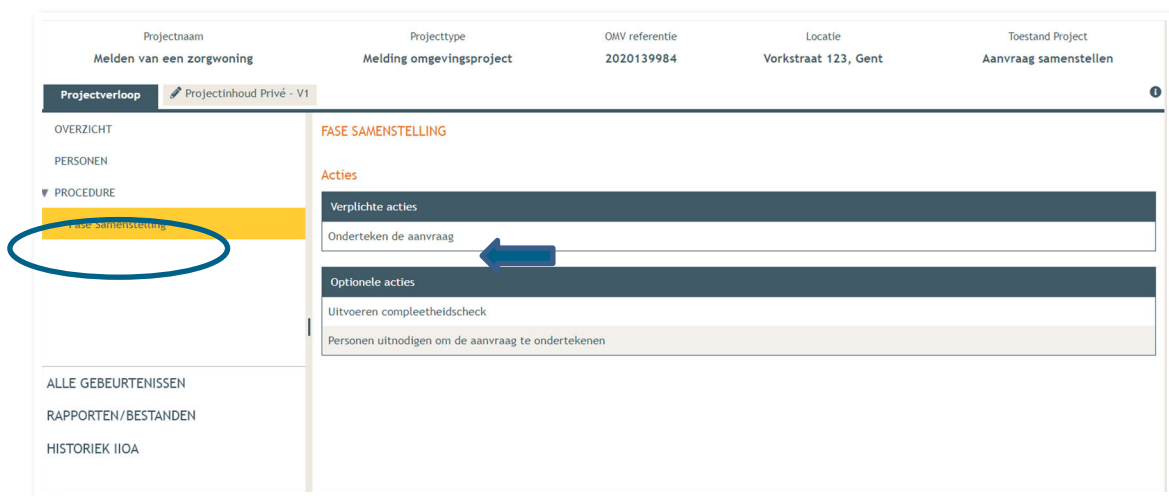 Projectnaam Projecttype OMV referentie Locatie Toestand Project
Melden van een zorgwoning Melding omgevingsproject 2020139984 Vorkstraat 123, Gent Aanvraag samenstellen
Projectverloop Projectinhoud Privé - V1
OVERZICHT
PERSONEN
PROCEDURE
Fase Samenstelling
ALLE GEBEURTENISSEN
RAPPORTEN/BESTANDEN
HISTORIEK IIOA
FASE SAMENSTELLING
Acties
Verplichte acties
Onderteken de aanvraag
Optionele acties
Uitvoeren compleetheidscheck
Personen uitnodigen om de aanvraag te ondertekenen